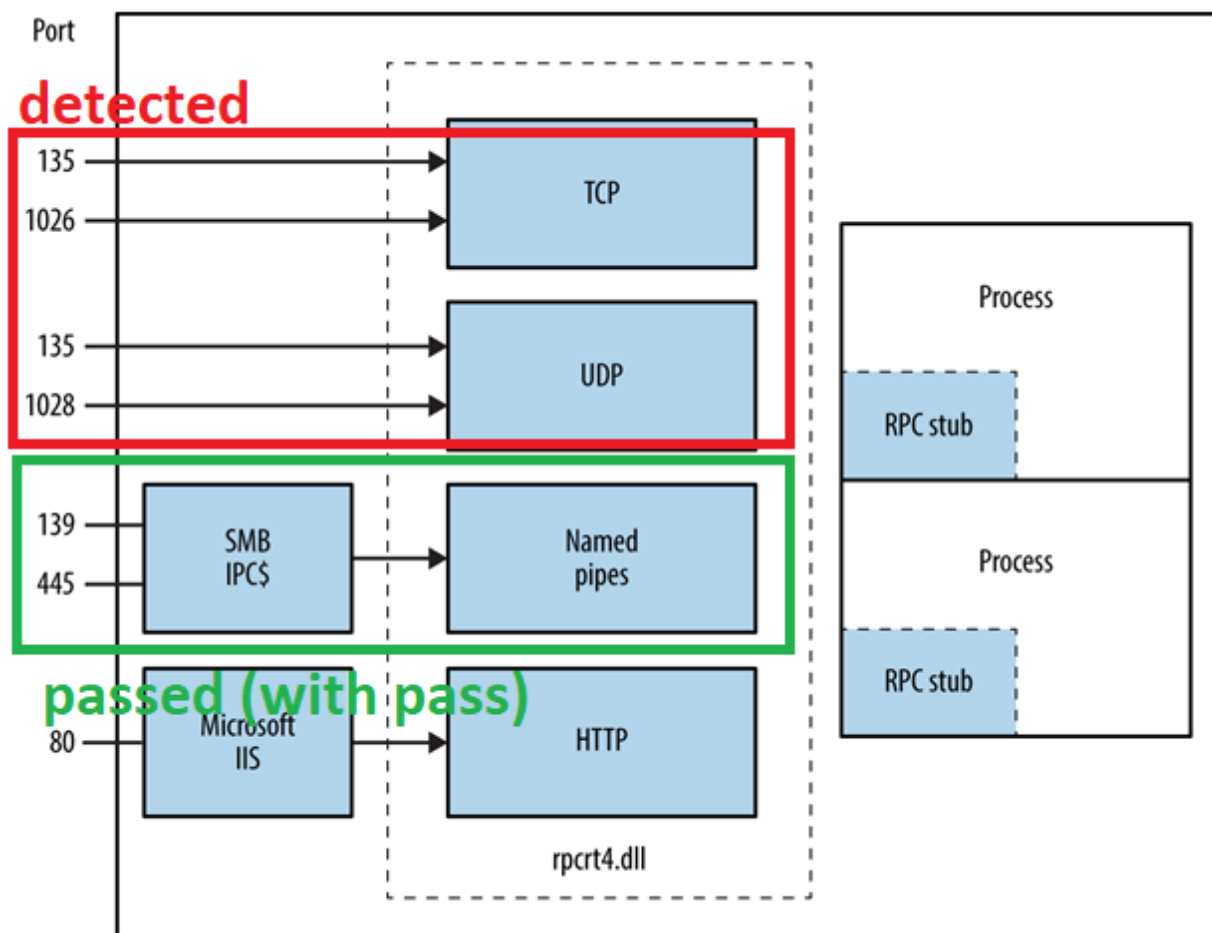 Port
detected
135
TCP
1026
Process
135
UDP
1028
RPC stub
139
SMB
IPC$
Named
pipes
445
Process
passed (with pass)
RPC stub
Microsoft
IIS
80
HTTP
rpcrt4.dll